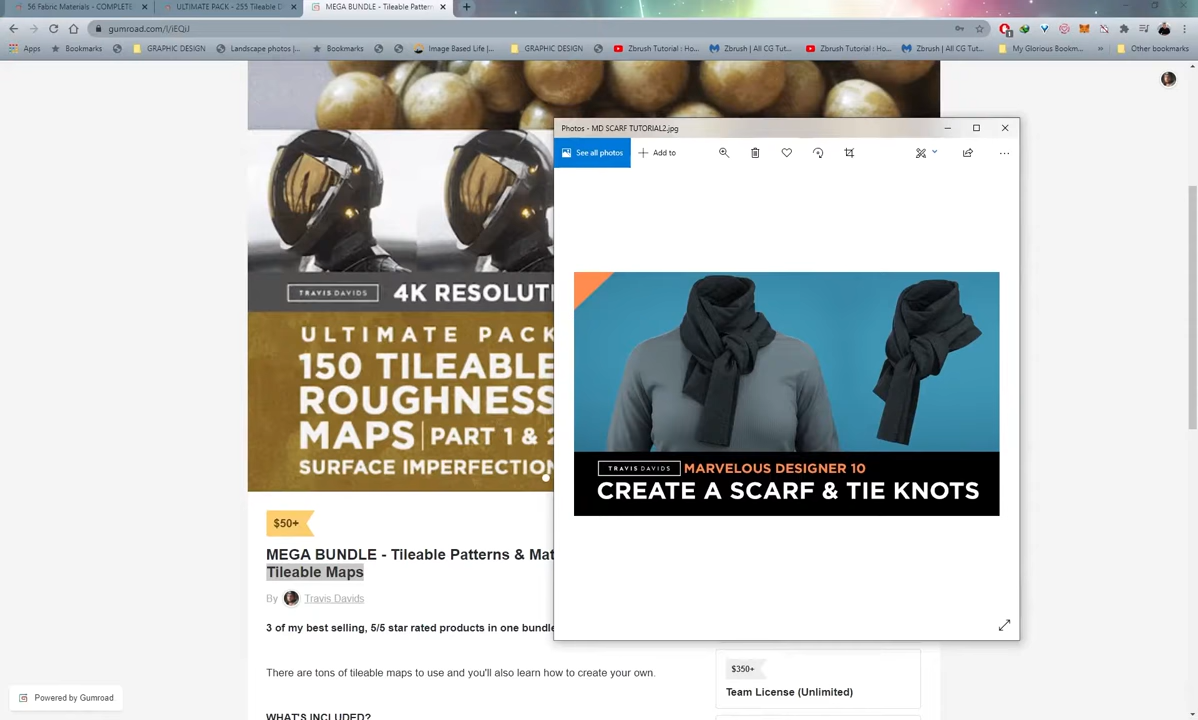 56 Fabric Materials - COMPLETE
ULTIMATE PACK - 255 Tileable D
MEGA BUNDLE - Tileable Pattern
gumroad.com/l/iEQiJ
Apps
Bookmarks
GRAPHIC DESIGN
Landscape photos |...
Bookmarks
Image Based Life |...
GRAPHIC DESIGN
Zbrush Tutorial : Ho...
Zbrush | All CG Tut...
Zbrush Tutorial : Ho...
Zbrush | All CG Tut...
My Glorious Bookm...
Other bookmarks
Photos - MD SCARF TUTORIAL2.jpg
See all photos
Add to
TRAVIS DAVIDS
4K RESOLUT
ULTIMATE PACK
150 TILEABLE
ROUGHNESS
MAPS | PART 1 & 2
SURFACE IMPERFECTION
TRAVIS DAVIDS
MARVELOUS DESIGNER 10
CREATE A SCARF & TIE KNOTS
$50+
MEGA BUNDLE - Tileable Patterns & Mat
Tileable Maps
By Travis Davids
3 of my best selling, 5/5 star rated products in one bundle
There are tons of tileable maps to use and you'll also learn how to create your own.
WHAT'S INCLUDED?
$350+
Team License (Unlimited)
Powered by Gumroad